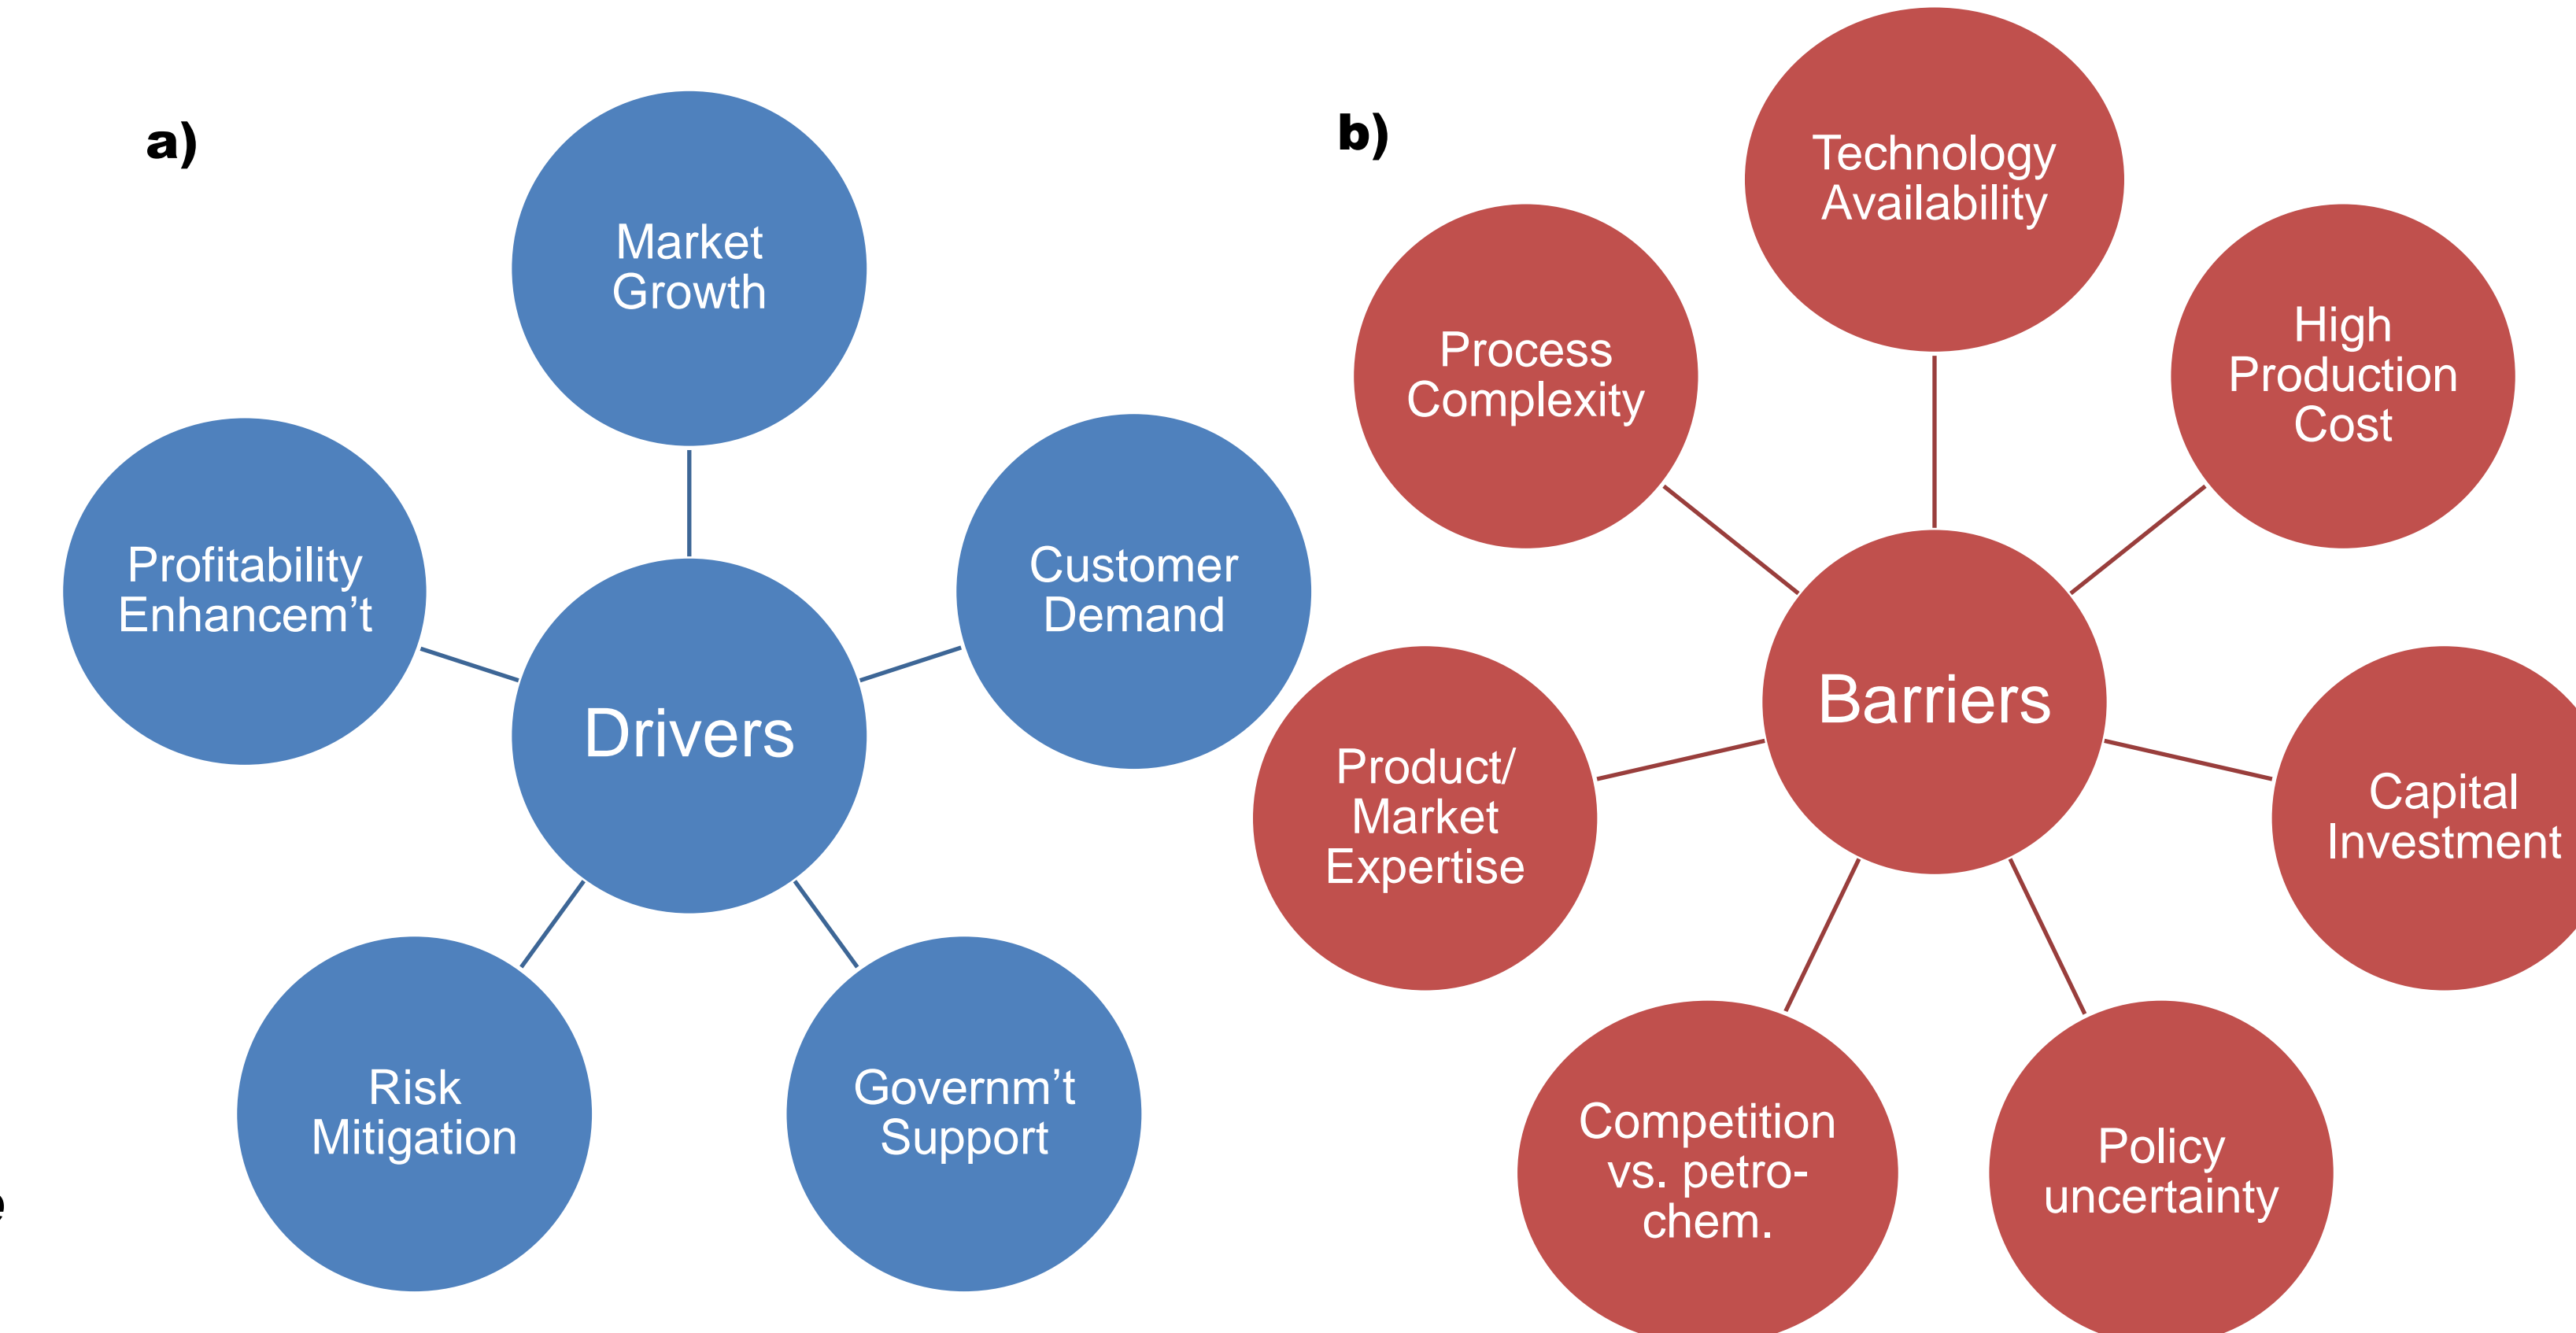 a)
Market
Growth
Customer
Demand
Governm’t
Support
Risk
Mitigation
Profitability
Enhancem’t
Drivers
b)
Technology
Availability
High
Production
Cost
Capital
Investment
Policy
uncertainty
Competition
vs. petro-
chem.
Product/
Market
Expertise
Process
Complexity
Barriers